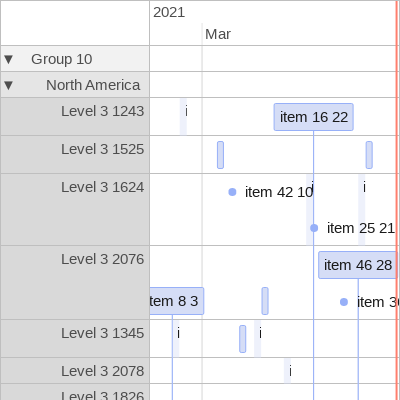 2021
Mar
▼ Group 10
▼ North America
Level 3 1243
i
item 16 22
Level 3 1525
Level 3 1624
item 42 10
i
i
item 25 21
Level 3 2076
item 46 28
tem 8 3
item 3
Level 3 1345
i
i
Level 3 2078
i
Level 3 1826